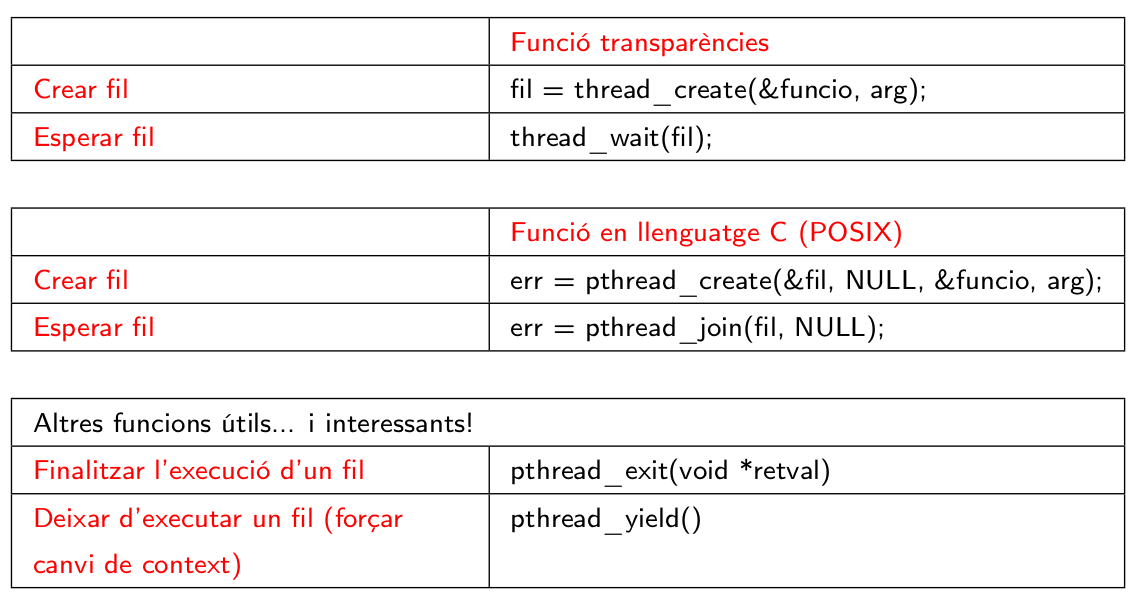 Funció transparències
Crear fil fil = thread_create(&funcio, arg);
Esperar fil thread_wait(fil);
Funció en llenguatge C (POSIX)
Crear fil err = pthread_create(&fil, NULL, &funcio, arg);
Esperar fil err = pthread_join(fil, NULL);
Altres funcions útils... i interessants!
Finalitzar l'execució d'un fil pthread_exit(void *retval)
Deixar d'executar un fil (forçar pthread_yield()
canvi de context)